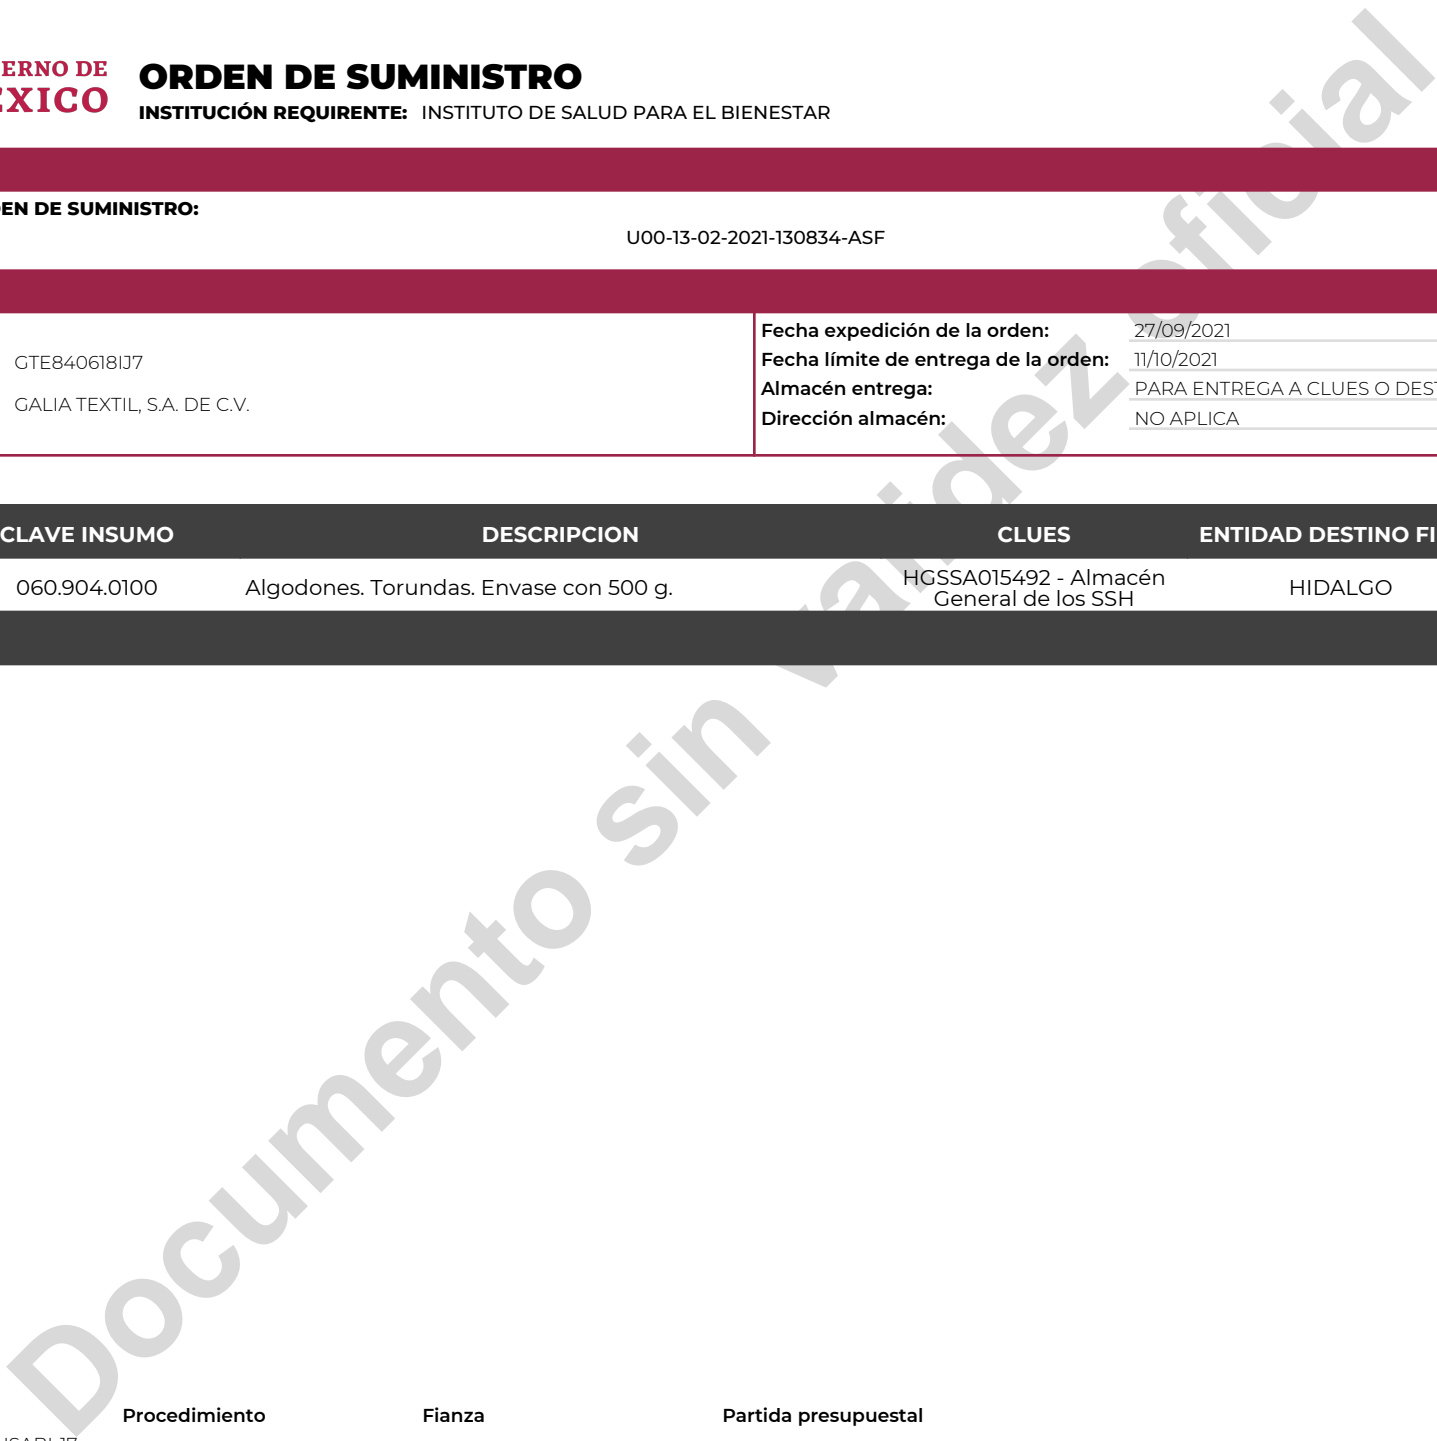 ERNO DE
EXICO
ORDEN DE SUMINISTRO
INSTITUCIÓN REQUIRENTE: INSTITUTO DE SALUD PARA EL BIENESTAR
EN DE SUMINISTRO:
U00-13-02-2021-130834-ASF
GTE840618IJ7
GALIA TEXTIL, S.A. DE C.V.
Fecha expedición de la orden: 27/09/2021
Fecha límite de entrega de la orden: 11/10/2021
Almacén entrega: PARA ENTREGA A CLUES O DEST
Dirección almacén: NO APLICA
CLAVE INSUMO DESCRIPCION CLUES ENTIDAD DESTINO FI
060.904.0100 Algodones. Torundas. Envase con 500 g. HGSSA015492 - Almacén General de los SSH HIDALGO
Documento sin validez oficial
Procedimiento Fianza Partida presupuestal